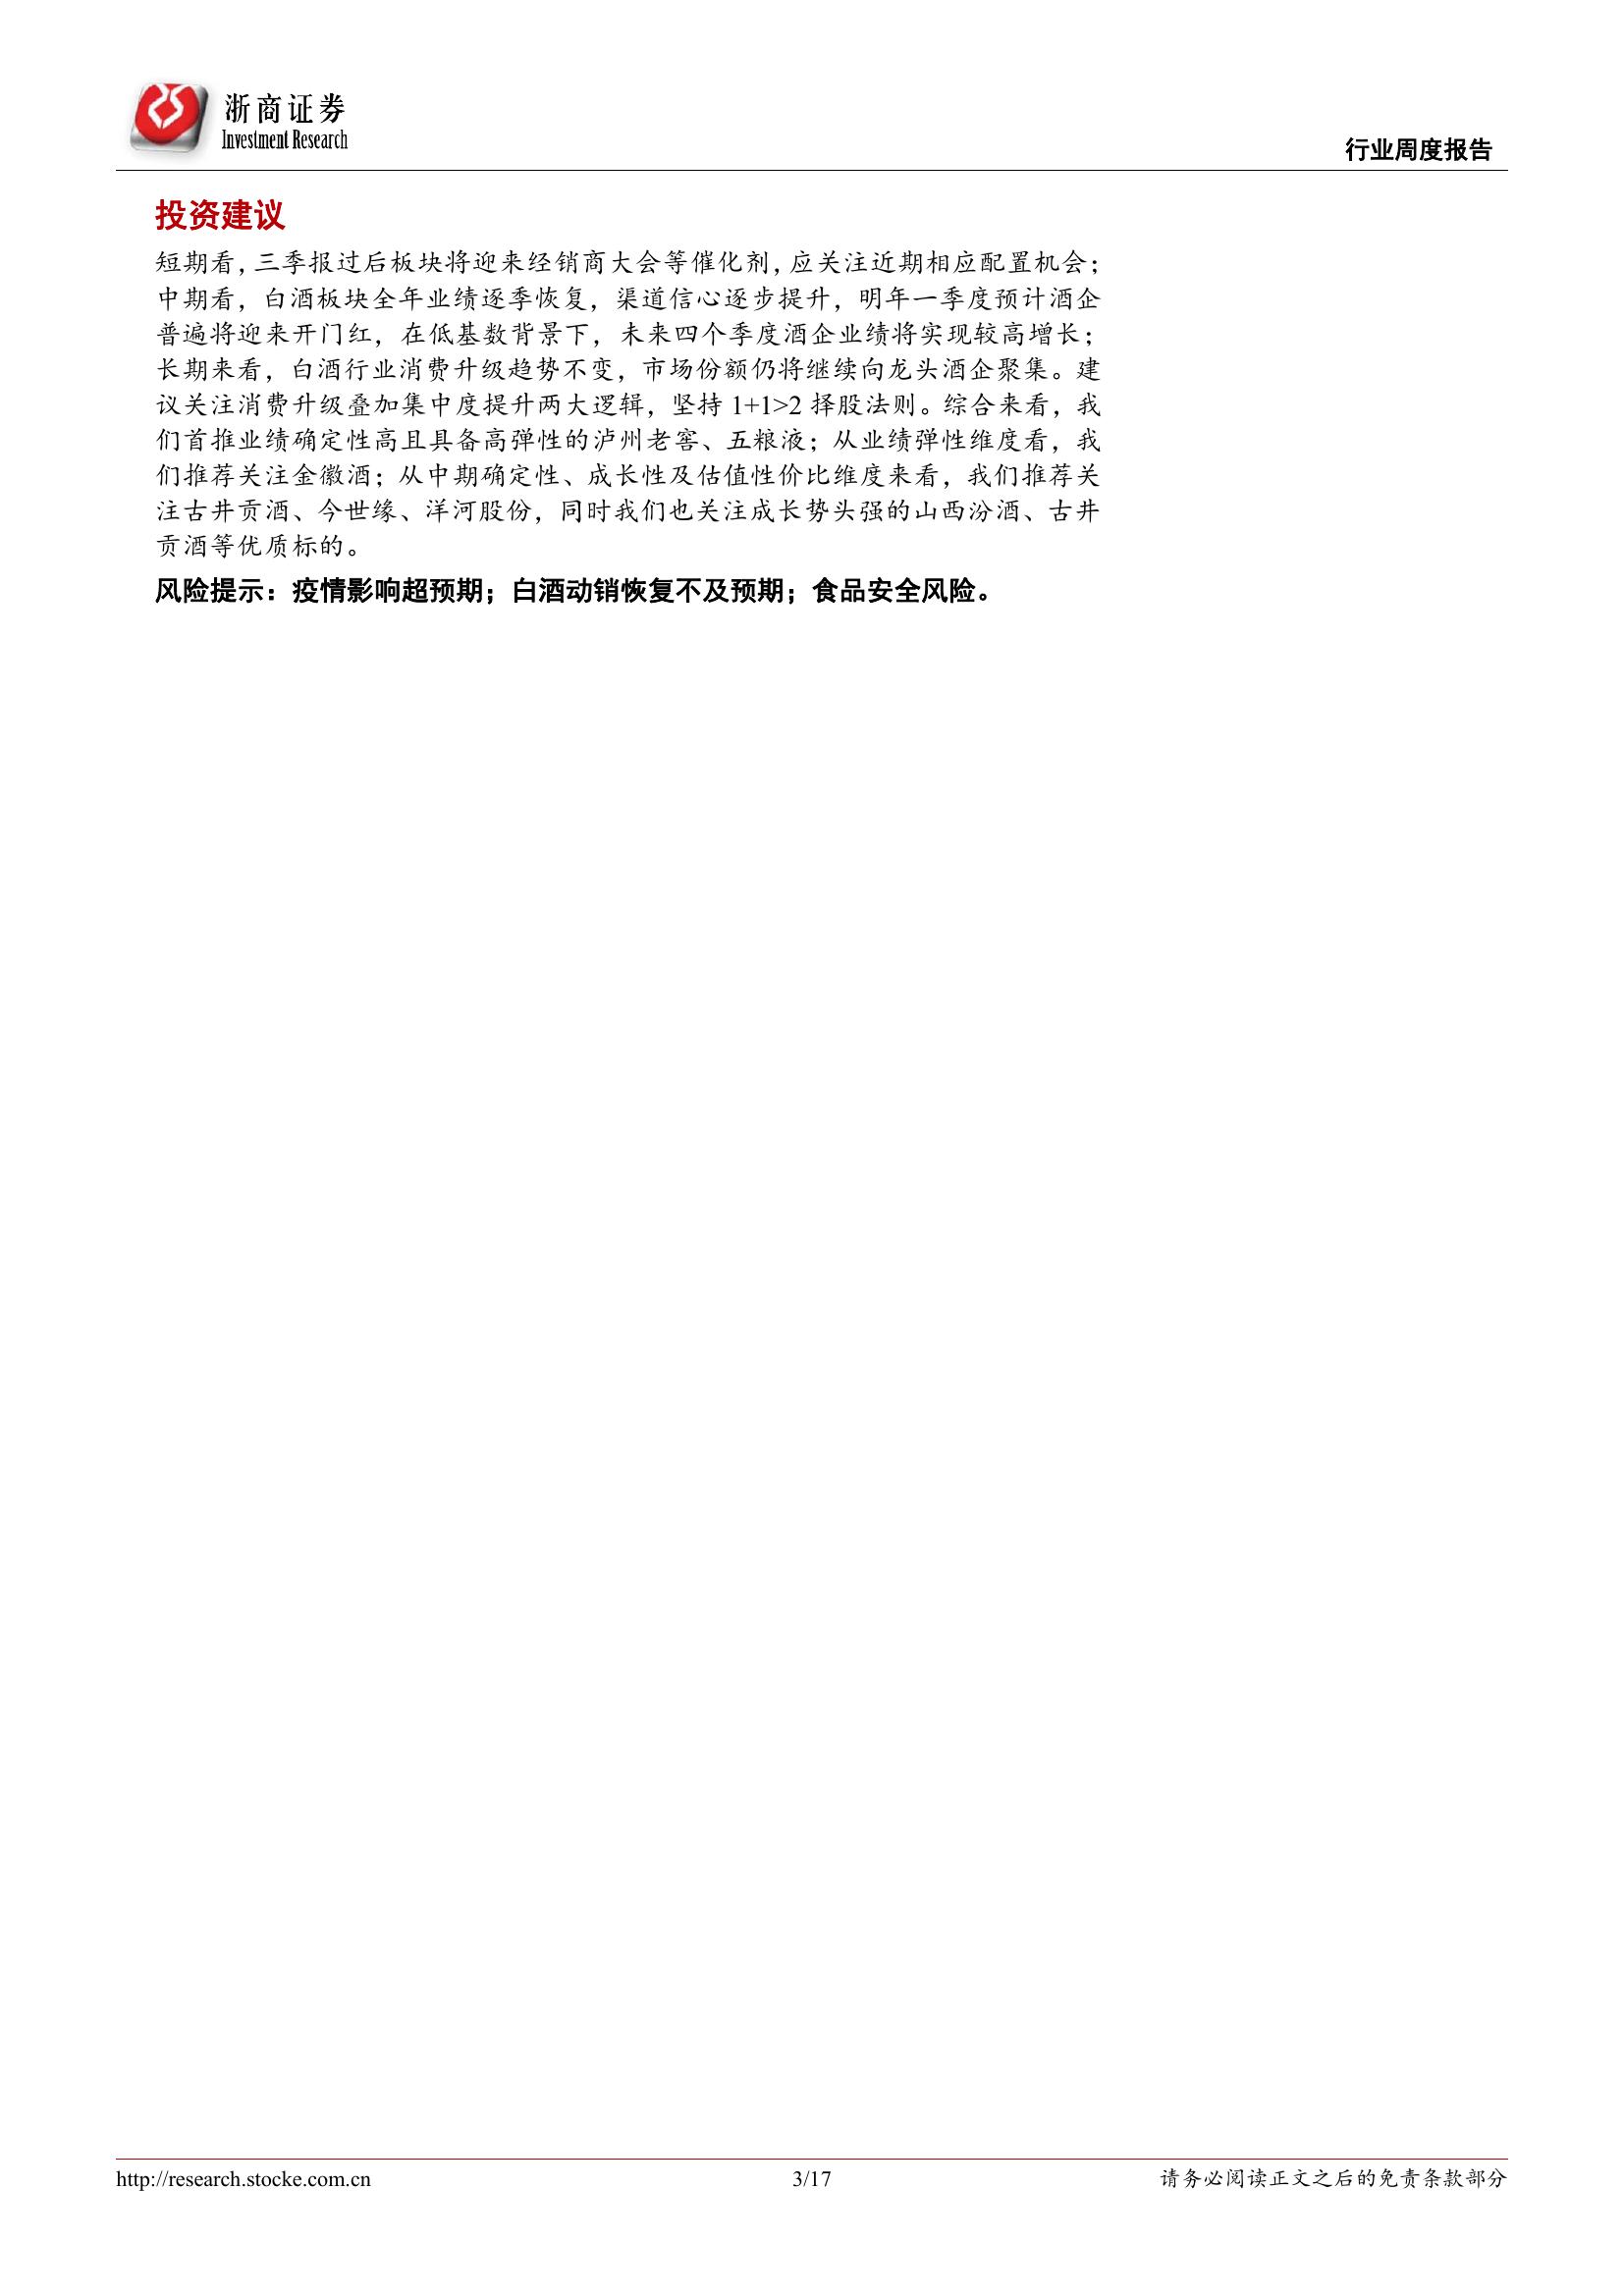 浙商证券
Investment Research
行业周度报告
投资建议
短期看，三季报过后板块将迎来经销商大会等催化剂，应关注近期相应配置机会；
中期看，白酒板块全年业绩逐季恢复，渠道信心逐步提升，明年一季度预计酒企
普遍将迎来开门红，在低基数背景下，未来四个季度酒企业绩将实现较高增长；
长期来看，白酒行业消费升级趋势不变，市场份额仍将继续向龙头酒企聚集。建
议关注消费升级叠加集中度提升两大逻辑，坚持 1+1>2 择股法则。综合来看，我
们首推业绩确定性高且具备高弹性的泸州老窖、五粮液；从业绩弹性维度看，我
们推荐关注金徽酒；从中期确定性、成长性及估值性价比维度来看，我们推荐关
注古井贡酒、今世缘、洋河股份，同时我们也关注成长势头强的山西汾酒、古井
贡酒等优质标的。
风险提示：疫情影响超预期；白酒动销恢复不及预期；食品安全风险。
http://research.stocke.com.cn
3/17
请务必阅读正文之后的免责条款部分